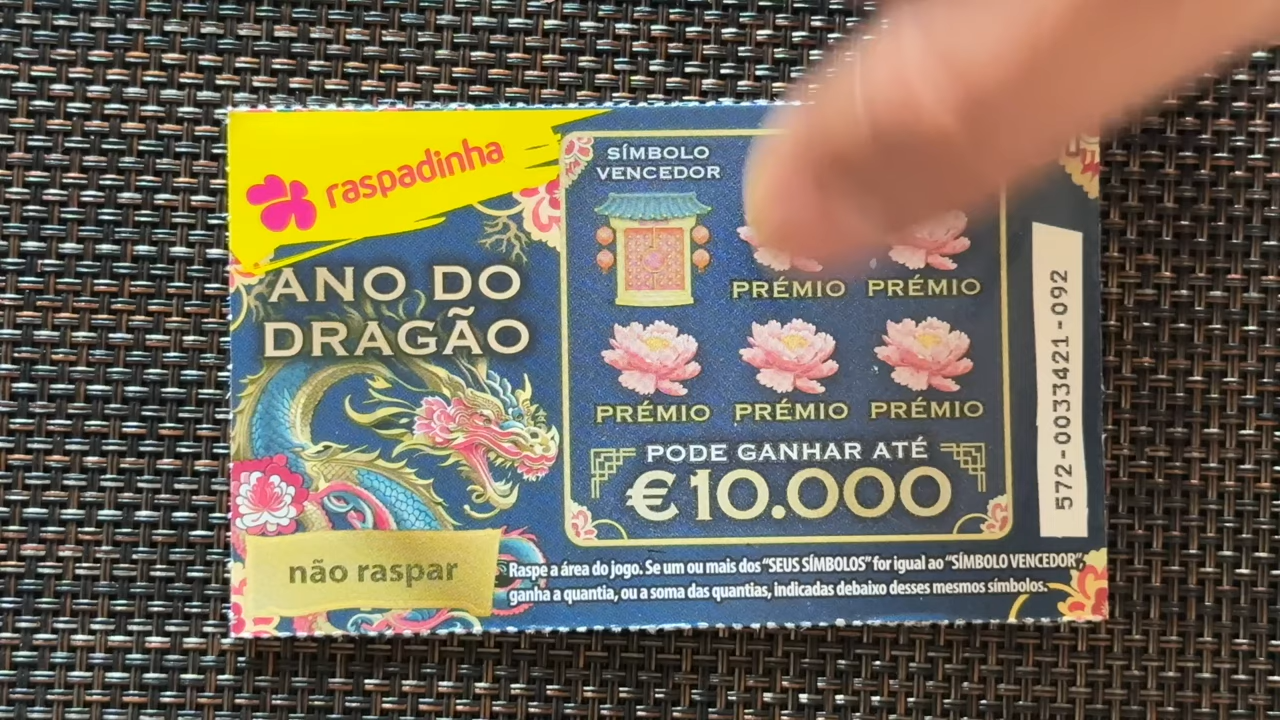 raspadinha
ANO DO
DRAGÃO
não raspar
SÍMBOLO
VENCEDOR
PRÉMIO PRÉMIO
PRÉMIO PRÉMIO PRÉMIO
PODE GANHAR ATÉ
€10.000
Raspe a área do jogo. Se um ou mais dos “SEUS SÍMBOLOS” for igual ao “SÍMBOLO VENCEDOR”,
ganha a quantia, ou a soma das quantias, indicadas debaixo desses mesmos símbolos.
572-0033421-092